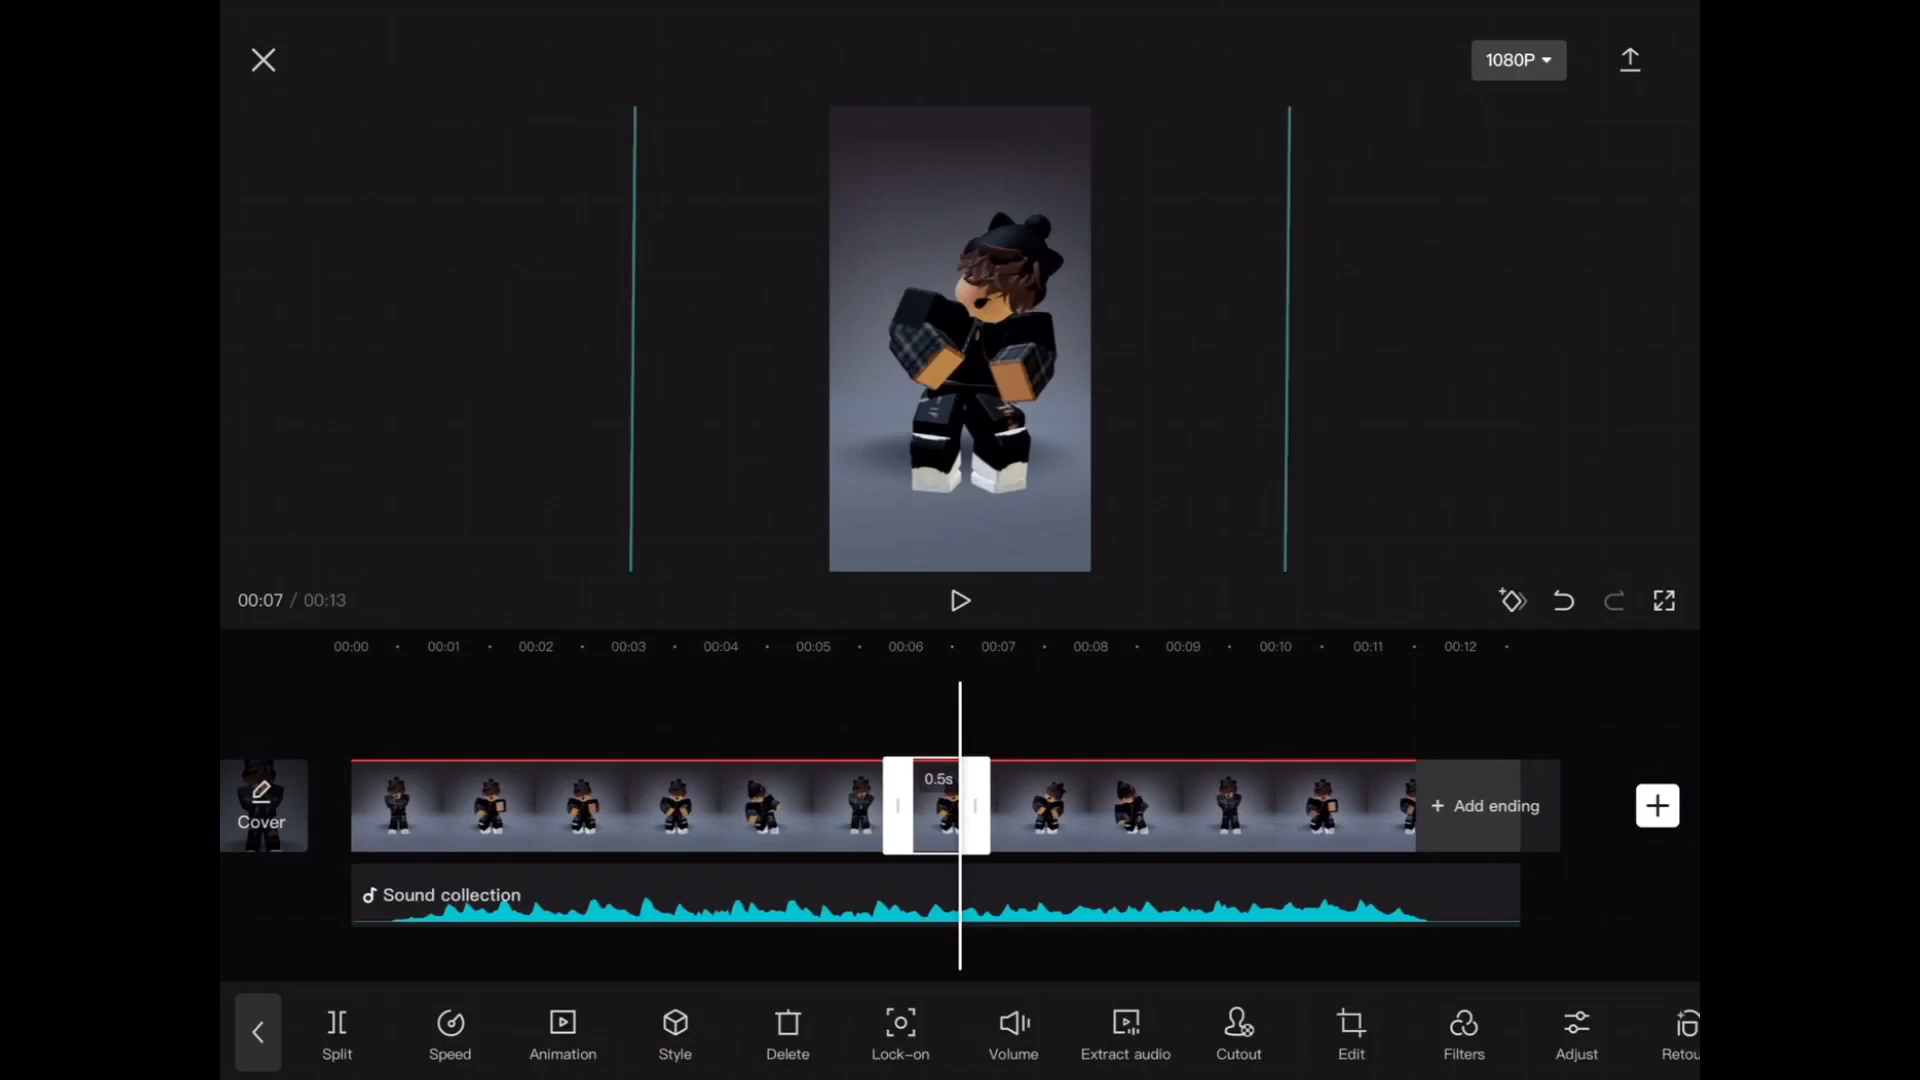 1080P
00:07 / 00:13
00:00 00:01 00:02 00:03 00:04 00:05 00:06 00:07 00:08 00:09 00:10 00:11 00:12
0.5s
Cover
+ Add ending
Sound collection
Split Speed Animation Style Delete Lock-on Volume Extract audio Cutout Edit Filters Adjust Retou